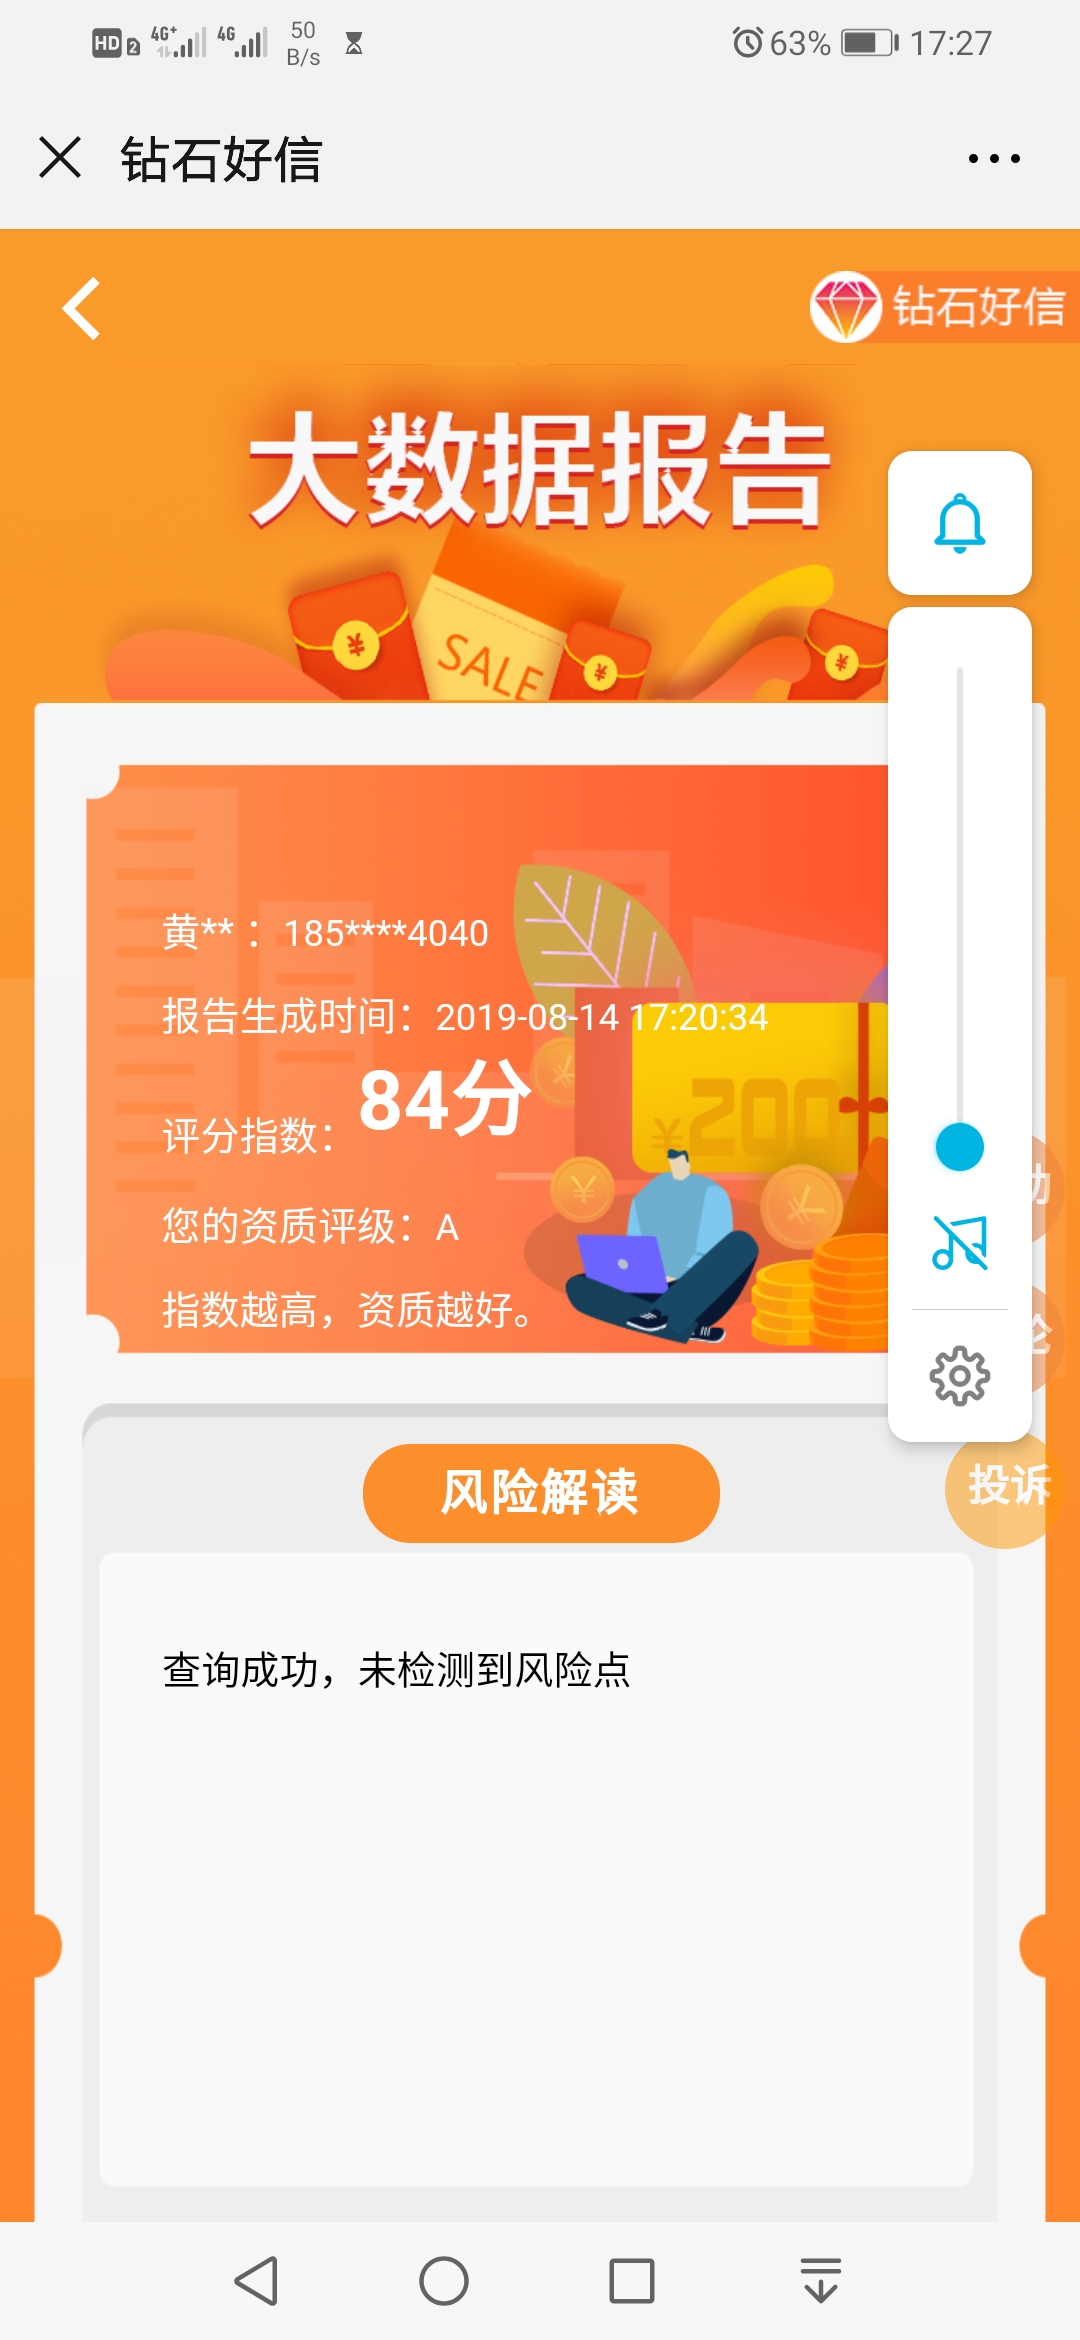 HD 2 4G+ 4G 50 B/s 63% 17:27
钻石好信
钻石好信
大数据报告
SALE
黄** : 185****4040
报告生成时间：2019-08-14 17:20:34
¥200
评分指数：84分
您的资质评级：A
指数越高，资质越好。
风险解读
投诉
查询成功，未检测到风险点